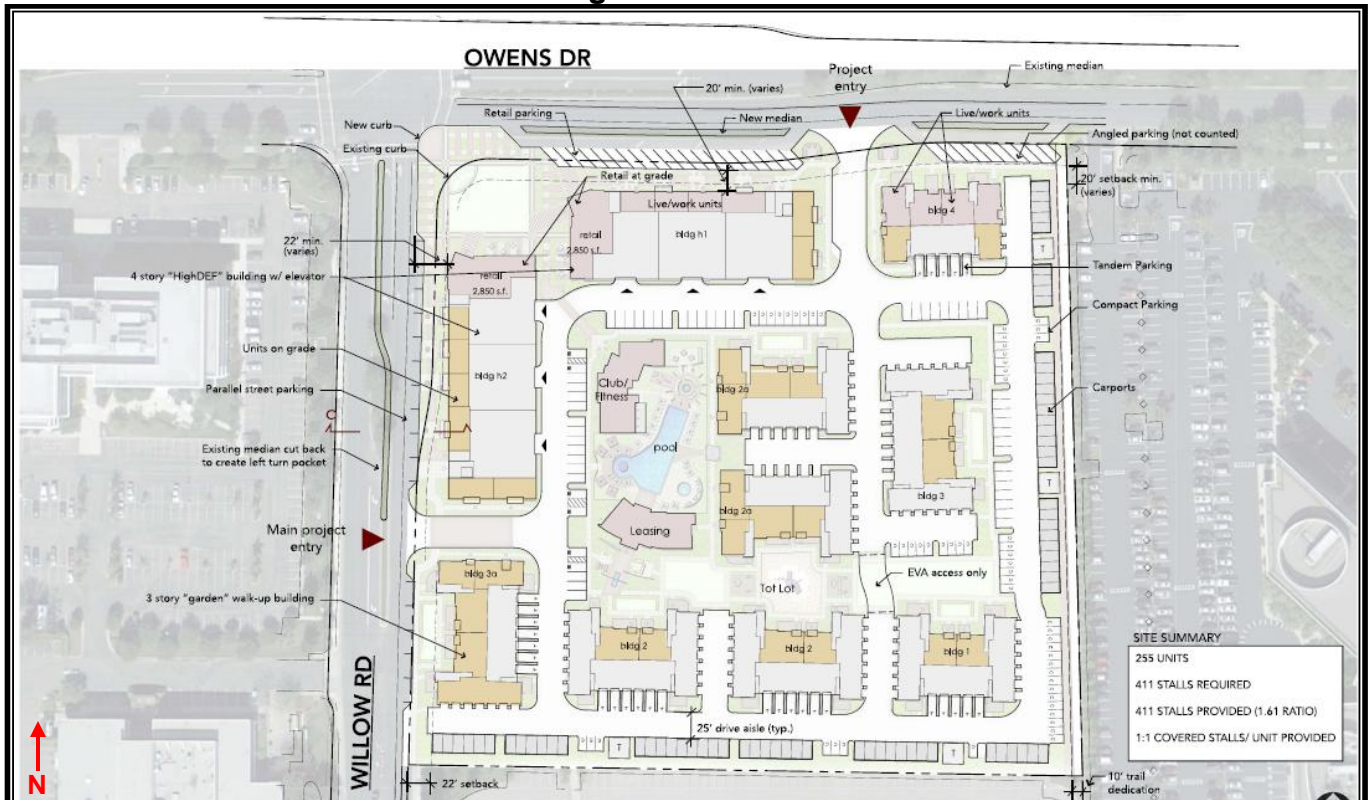 OWENS DR
Project
entry
Existing median
20' min. (varies)
Retail parking
New median
Live/work units
New curb
Angled parking (not counted)
Existing curb
Retail at grade
20' setback min.
(varies)
Live/work units
bldg 4
retail
bldg h1
2,850 s.f.
22' min.
(varies)
T
Tandem Parking
4 story "HighDEF" building w/ elevator
retail
2,850 s.f.
Compact Parking
Units on grade
bldg h2
Club/
Fitness
bldg 2a
Parallel street parking
Carports
C
pool
Existing median cut back
to create left turn pocket
bldg 3
T
bldg 2a
Main project
entry
Leasing
bldg 3a
EVA access only
Tot Lot
3 story "garden" walk-up building
bldg 2
bldg 2
bldg 1
SITE SUMMARY
255 UNITS
411 STALLS REQUIRED
411 STALLS PROVIDED (1.61 RATIO)
1:1 COVERED STALLS/ UNIT PROVIDED
WILLOW RD
25' drive aisle (typ.)
T
T
T
N
22' setback
10' trail
dedication